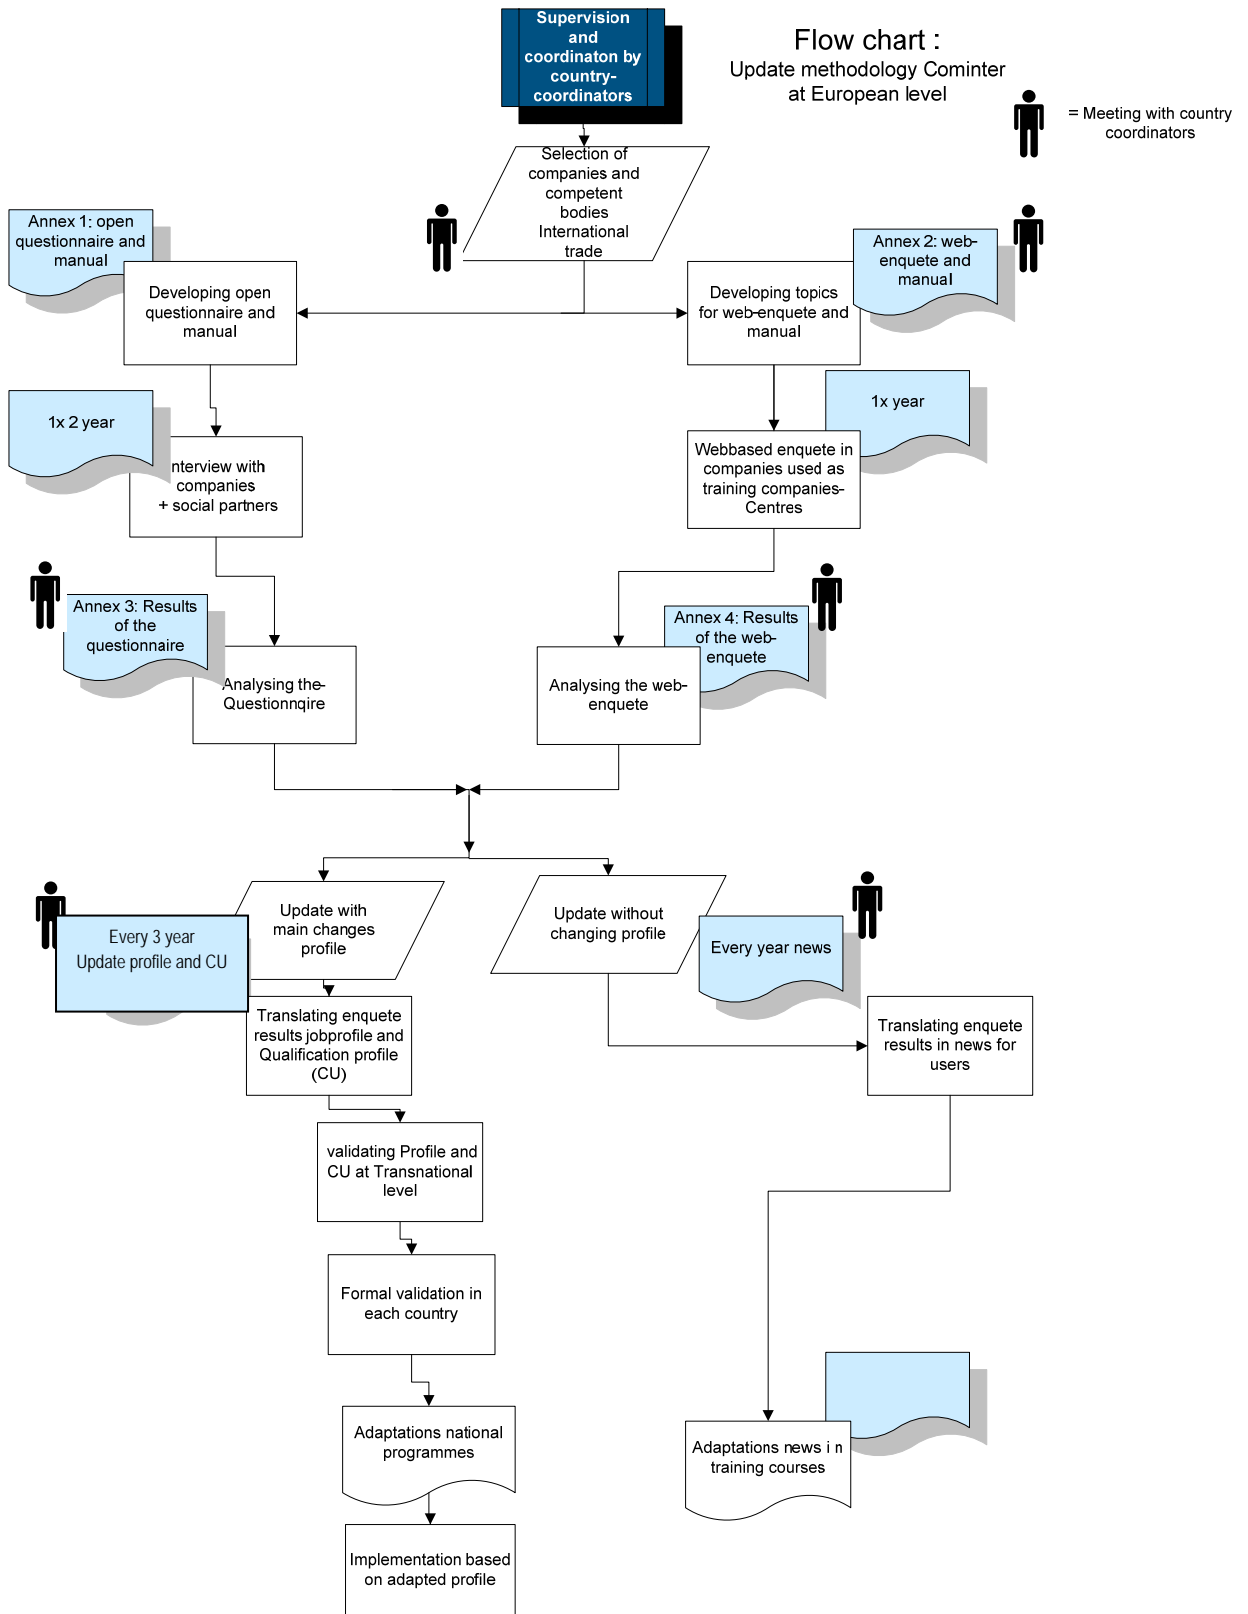 Supervision
and
coordinaton by
country-
coordinators
Flow chart :
Update methodology Cominter
at European level
= Meeting with country
coordinators
Selection of
companies and
competent
bodies
International
trade
Annex 1: open
questionnaire and
manual
Annex 2: web-
enquete and
manual
Developing open
questionnaire and
manual
Developing topics
for web-enquete and
manual
1x 2 year
1x year
Interview with
companies
+ social partners
Webbased enquete in
companies used as
training companies-
Centres
Annex 3: Results
of the
questionnaire
Annex 4: Results
of the web-
enquete
Analysing the-
Questionnqire
Analysing the web-
enquete
Update with
main changes
profile
Update without
changing profile
Every 3 year
Update profile and CU
Every year news
Translating enquete
results jobprofile and
Qualification profile
(CU)
Translating enquete
results in news for
users
validating Profile and
CU at Transnational
level
Formal validation in
each country
Adaptations national
programmes
Adaptations news in
training courses
Implementation based
on adapted profile